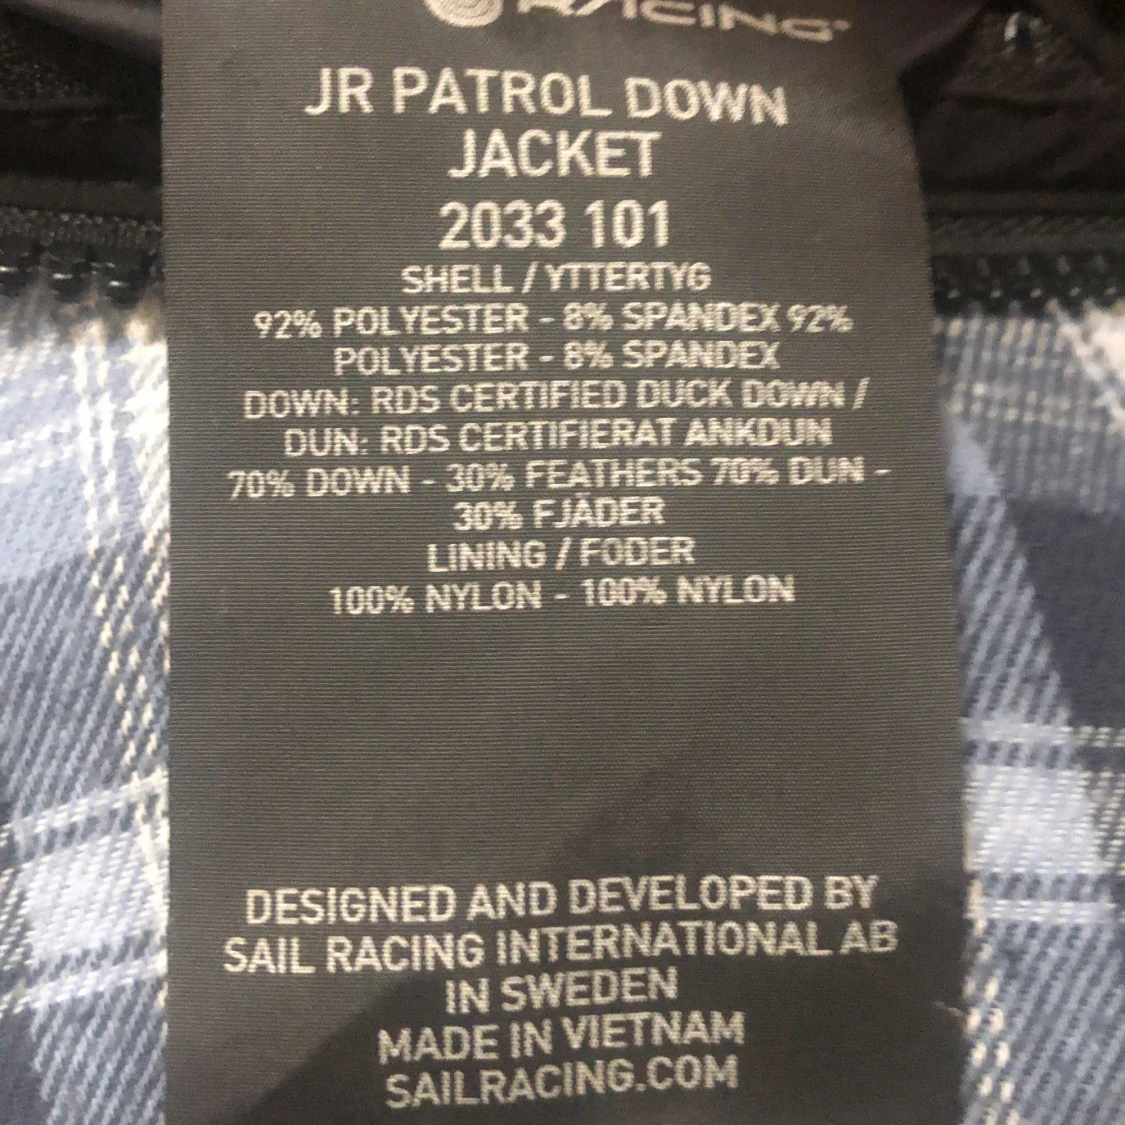 RACING
JR PATROL DOWN
JACKET
2033 101
SHELL / YTTERTYG
92% POLYESTER - 8% SPANDEX 92%
POLYESTER - 8% SPANDEX
DOWN: RDS CERTIFIED DUCK DOWN /
DUN: RDS CERTIFIERAT ANKDUN
70% DOWN - 30% FEATHERS 70% DUN -
30% FJÄDER
LINING / FODER
100% NYLON - 100% NYLON
DESIGNED AND DEVELOPED BY
SAIL RACING INTERNATIONAL AB
IN SWEDEN
MADE IN VIETNAM
SAILRACING.COM